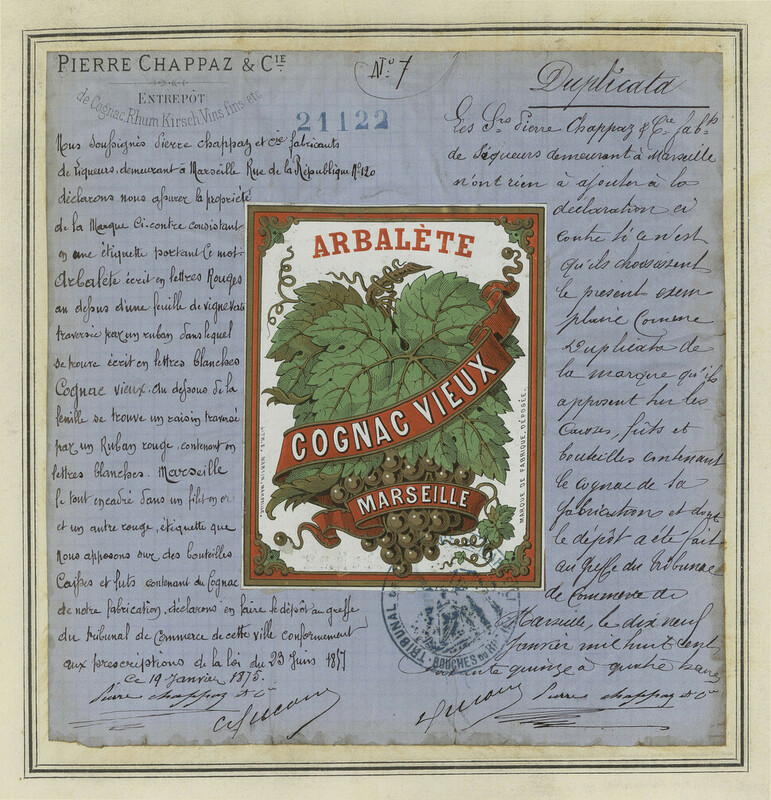 PIERRE CHAPPAZ & CIE
ENTREPÔT
de Cognac, Rhum Kirsch, Vins fins, etc
No 7
21122
Nous soussignés Pierre Chappaz et Cie fabricants
de liqueurs, demeurant à Marseille Rue de la République No 120
déclarons nous assurer la propriété
de la Marque Ci-contre consistant
en une étiquette portant le mot
Arbalète écrit en lettres Rouges
au dessus d'une feuille de vigne verte
traversée par un ruban dans lequel
se trouve écrit en lettres blanches
Cognac vieux. Au dessous de la
feuille se trouve un raisin traversé
par un Ruban rouge, contenant en
lettres blanches. Marseille
le tout encadré dans un filet en or
et un autre rouge, étiquette que
nous apposons sur des bouteilles
Caisses et futs contenant du Cognac
de notre fabrication, déclarons en faire le dépôt au greffe
du tribunal de Commerce de cette ville conformément
aux prescriptions de la loi du 23 Juin 1857
ce 19 Janvier 1875.
Pierre Chappaz & Cie
ARBALÈTE
COGNAC VIEUX
MARSEILLE
MARQUE DE FABRIQUE DÉPOSÉE.
Duplicata
Les Srs Pierre Chappaz & Cie fabts
de Liqueurs demeurant à Marseille
n'ont rien à ajouter à la
déclaration ci
contre si ce n'est
qu'ils choisissent
le présent exem
plaire Comme
Duplicata de
la marque qu'ils
apposent sur les
Caisses, fûts et
bouteilles contenant
le cognac de sa
fabrication et dont
le dépôt a été fait
au Greffe du Tribunal
de Commerce de
Marseille, le dix neuf
Janvier mil huit cent
quinze à quatre
Pierre Chappaz & Cie
TRIBUNAL
BOUCHES DU RH